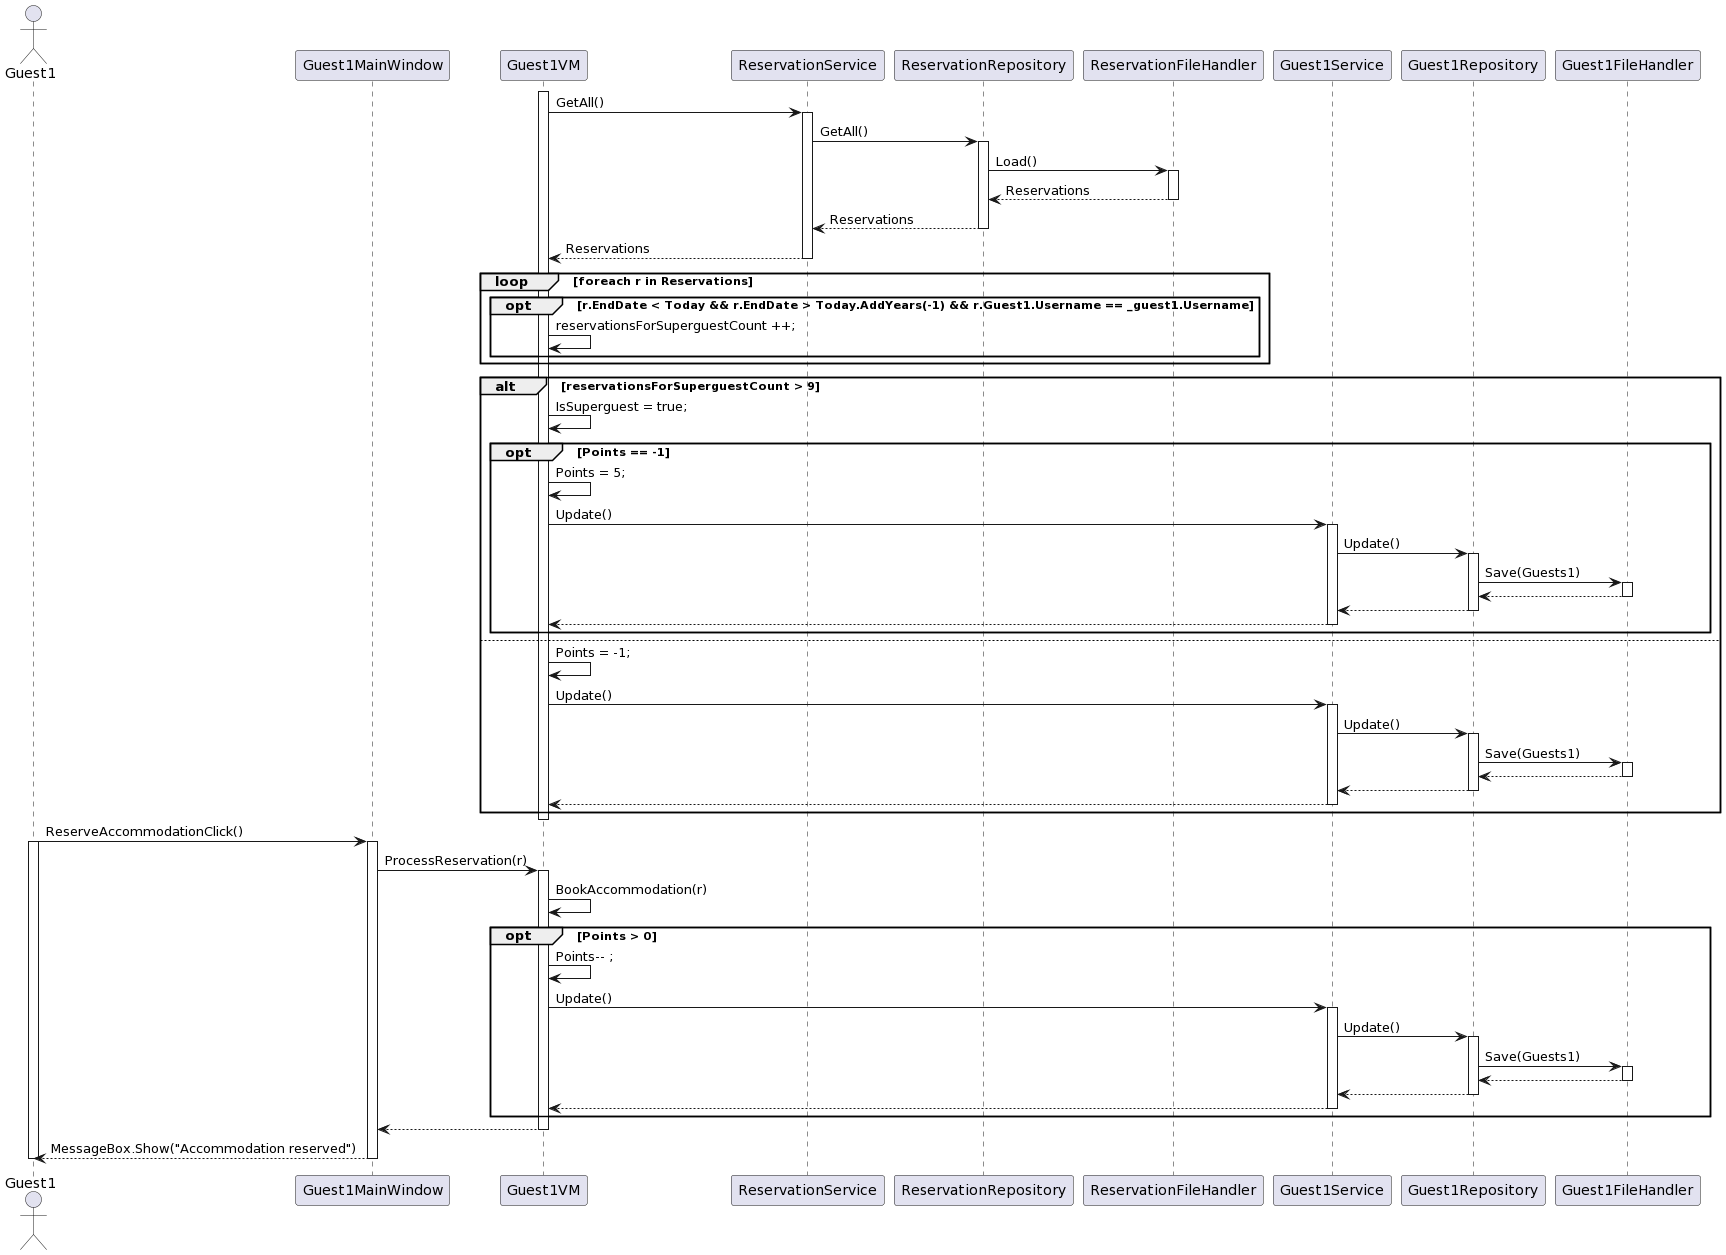 Guest1
Guest1MainWindow
Guest1VM
ReservationService
ReservationRepository
ReservationFileHandler
Guest1Service
Guest1Repository
Guest1FileHandler
GetAll()
GetAll()
Load()
Reservations
Reservations
Reservations
loop [foreach r in Reservations]
opt [r.EndDate < Today && r.EndDate > Today.AddYears(-1) && r.Guest1.Username == _guest1.Username]
reservationsForSuperguestCount ++;
alt [reservationsForSuperguestCount > 9]
IsSuperguest = true;
opt [Points == -1]
Points = 5;
Update()
Update()
Save(Guests1)
Points = -1;
Update()
Update()
Save(Guests1)
ReserveAccommodationClick()
ProcessReservation(r)
BookAccommodation(r)
opt [Points > 0]
Points-- ;
Update()
Update()
Save(Guests1)
MessageBox.Show("Accommodation reserved")
Guest1
Guest1MainWindow
Guest1VM
ReservationService
ReservationRepository
ReservationFileHandler
Guest1Service
Guest1Repository
Guest1FileHandler